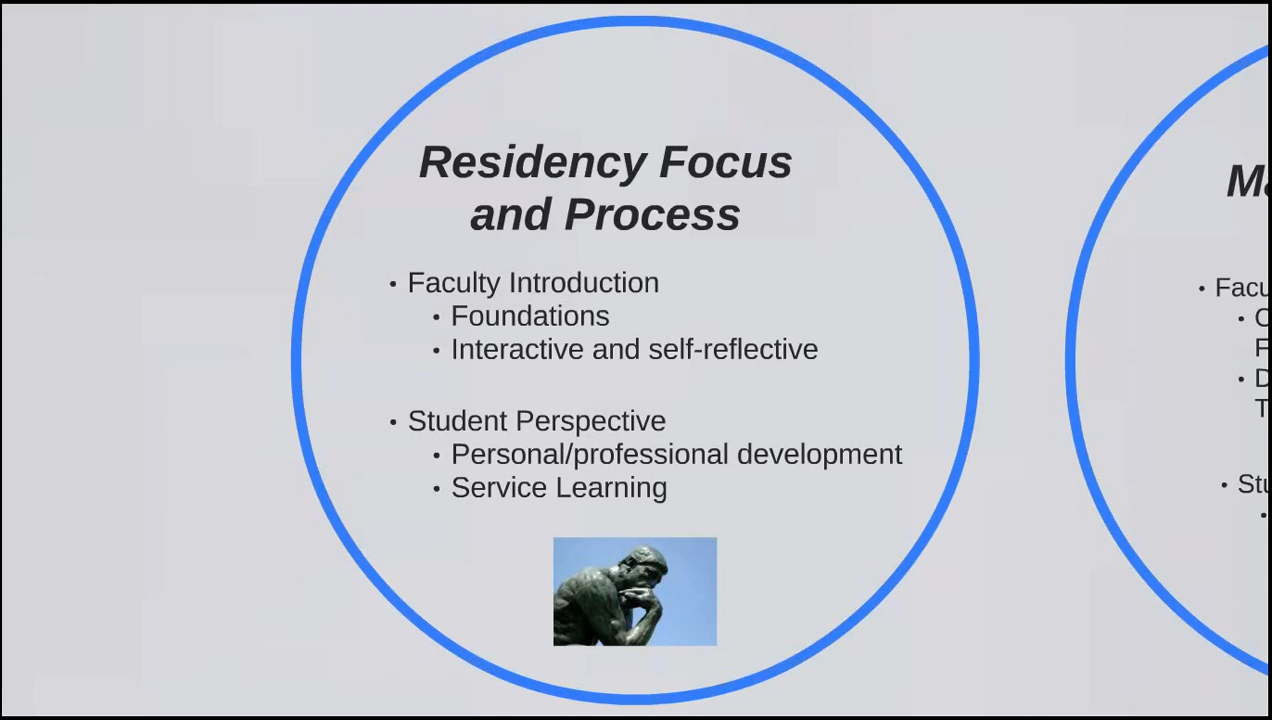 Residency Focus
and Process
• Faculty Introduction
• Foundations
• Interactive and self-reflective
• Student Perspective
• Personal/professional development
• Service Learning